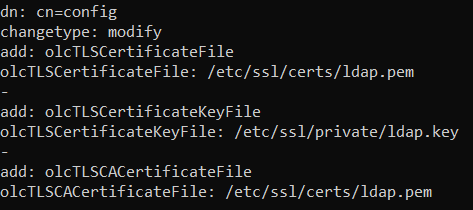 dn: cn=config
changetype: modify
add: olcTLSCertificateFile
olcTLSCertificateFile: /etc/ssl/certs/ldap.pem
-
add: olcTLSCertificateKeyFile
olcTLSCertificateKeyFile: /etc/ssl/private/ldap.key
-
add: olcTLSCACertificateFile
olcTLSCACertificateFile: /etc/ssl/certs/ldap.pem